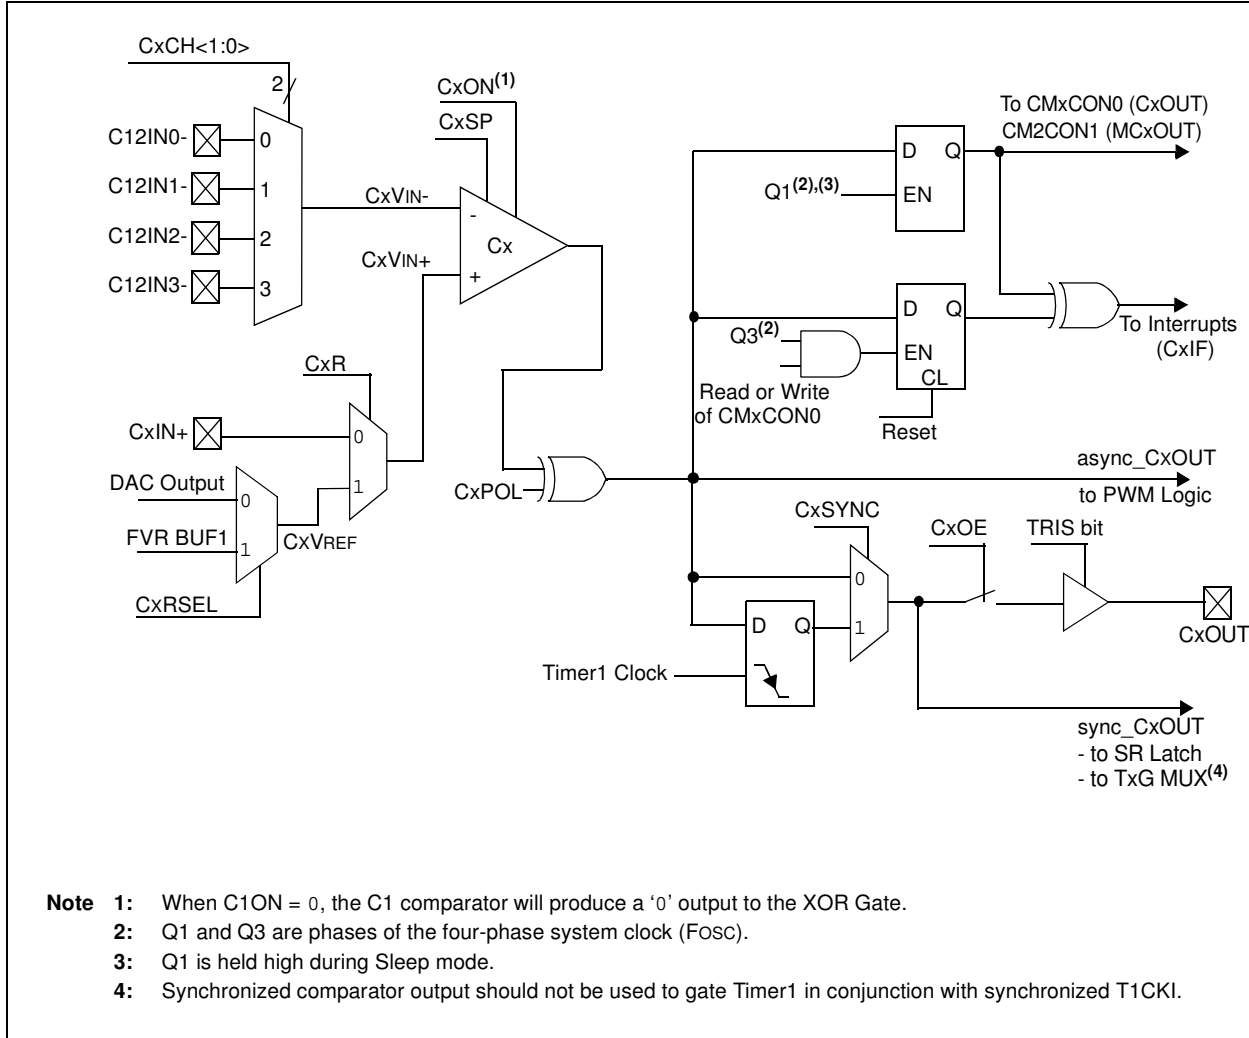 CxCH<1:0>
2
C12IN0-
C12IN1-
C12IN2-
C12IN3-
0
1
2
3
CxON(1)
CxSP
CxVIN-
CxVIN+
-
+
Cx
CxR
CxIN+
0
1
DAC Output
FVR BUF1
0
1
CxVREF
CxRSEL
CxPOL
D Q
EN
Q1(2),(3)
To CMxCON0 (CxOUT)
CM2CON1 (MCxOUT)
D Q
EN
CL
Q3(2)
Read or Write
of CMxCON0
Reset
To Interrupts
(CxIF)
async_CxOUT
to PWM Logic
CxSYNC
0
1
CxOE
TRIS bit
CxOUT
D Q
Timer1 Clock
sync_CxOUT
- to SR Latch
- to TxG MUX(4)
Note 1: When C1ON = 0, the C1 comparator will produce a ‘0’ output to the XOR Gate.
2: Q1 and Q3 are phases of the four-phase system clock (FOSC).
3: Q1 is held high during Sleep mode.
4: Synchronized comparator output should not be used to gate Timer1 in conjunction with synchronized T1CKI.